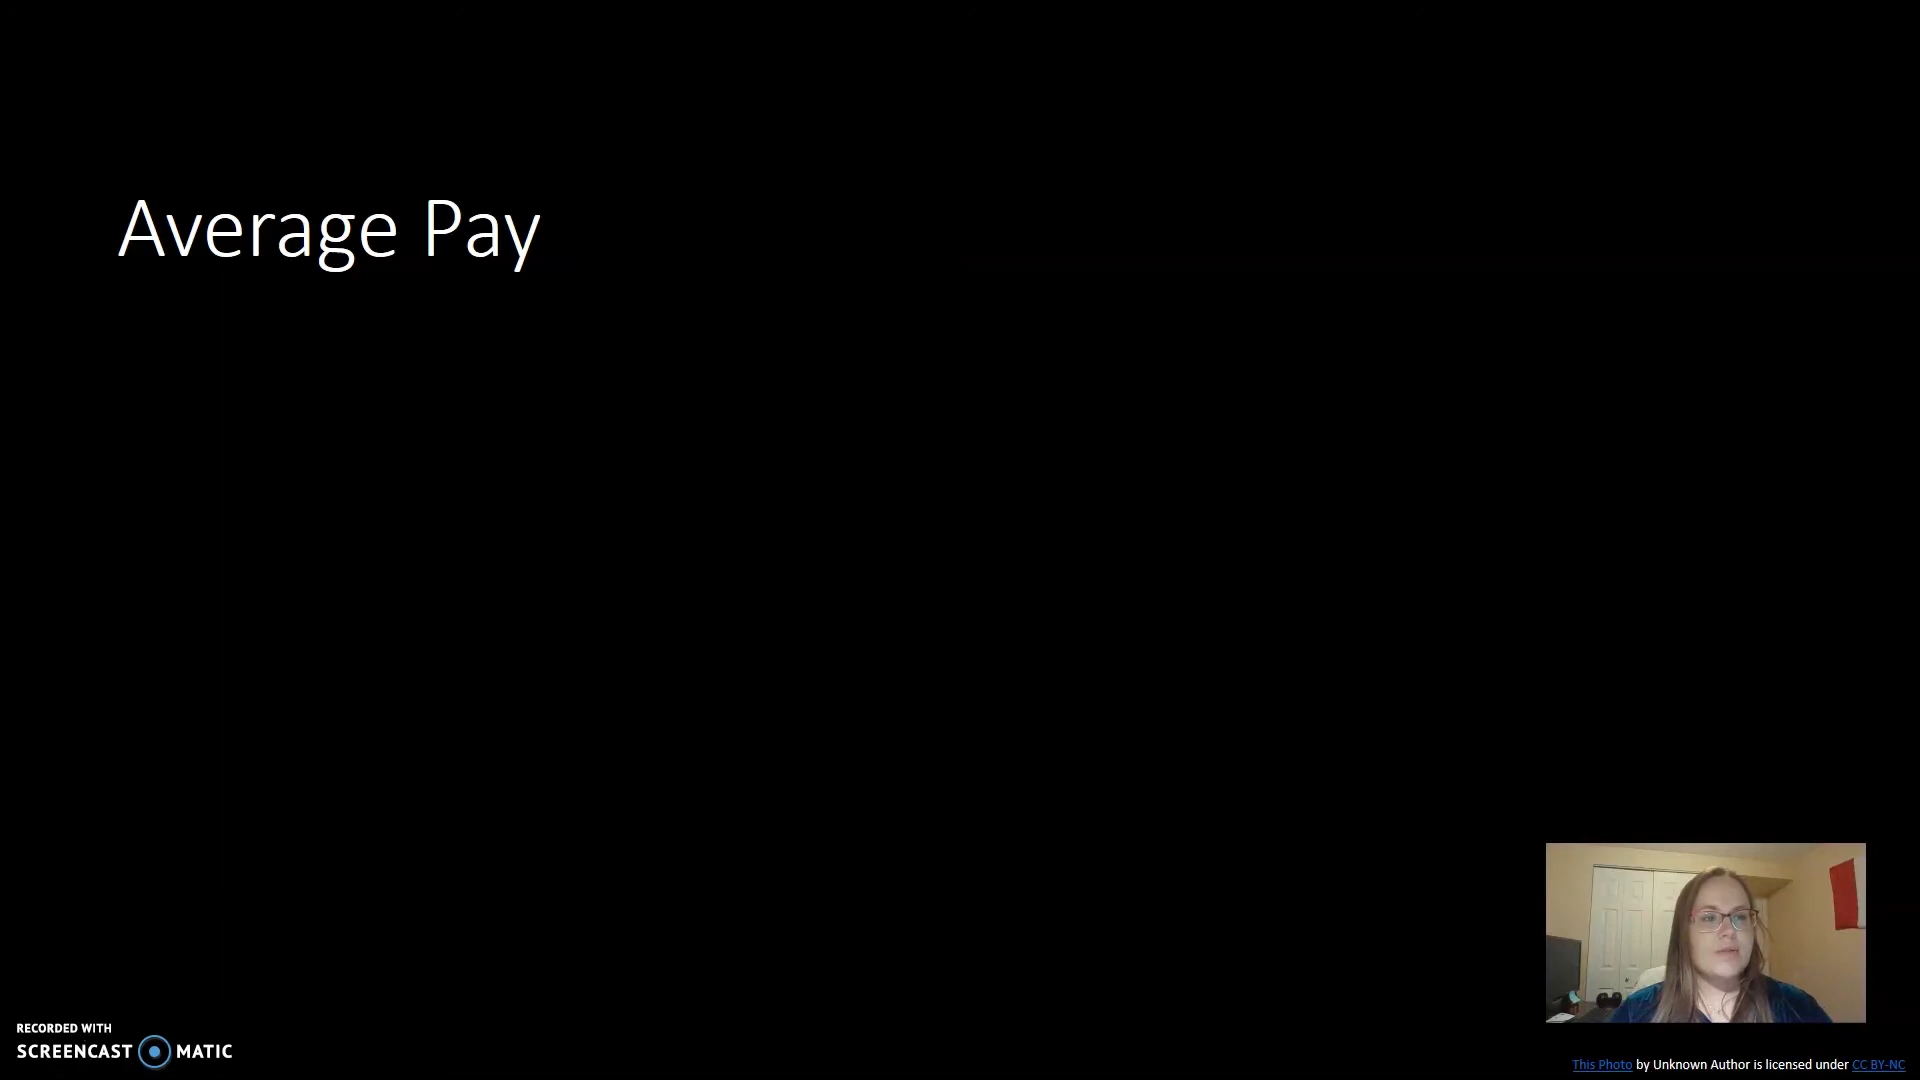 Average Pay
RECORDED WITH
SCREENCAST MATIC
This Photo by Unknown Author is licensed under CC BY-NC